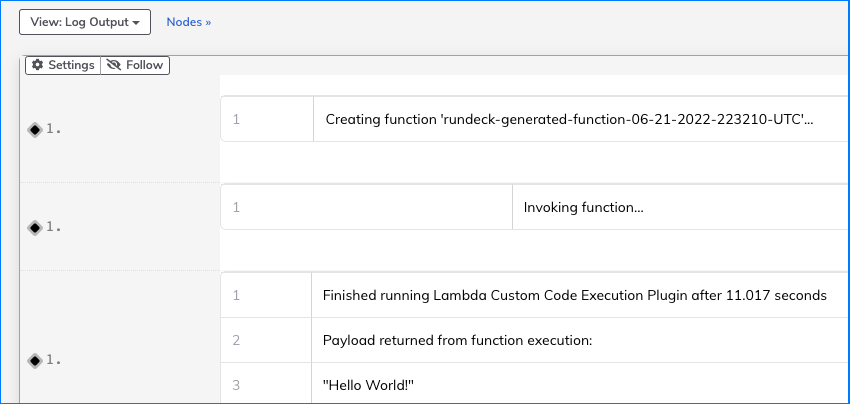 View: Log Output Nodes »
Settings Follow
1. 1 Creating function 'rundeck-generated-function-06-21-2022-223210-UTC'...
1. 1 Invoking function...
1 Finished running Lambda Custom Code Execution Plugin after 11.017 seconds
2 Payload returned from function execution:
1.
3 "Hello World!"